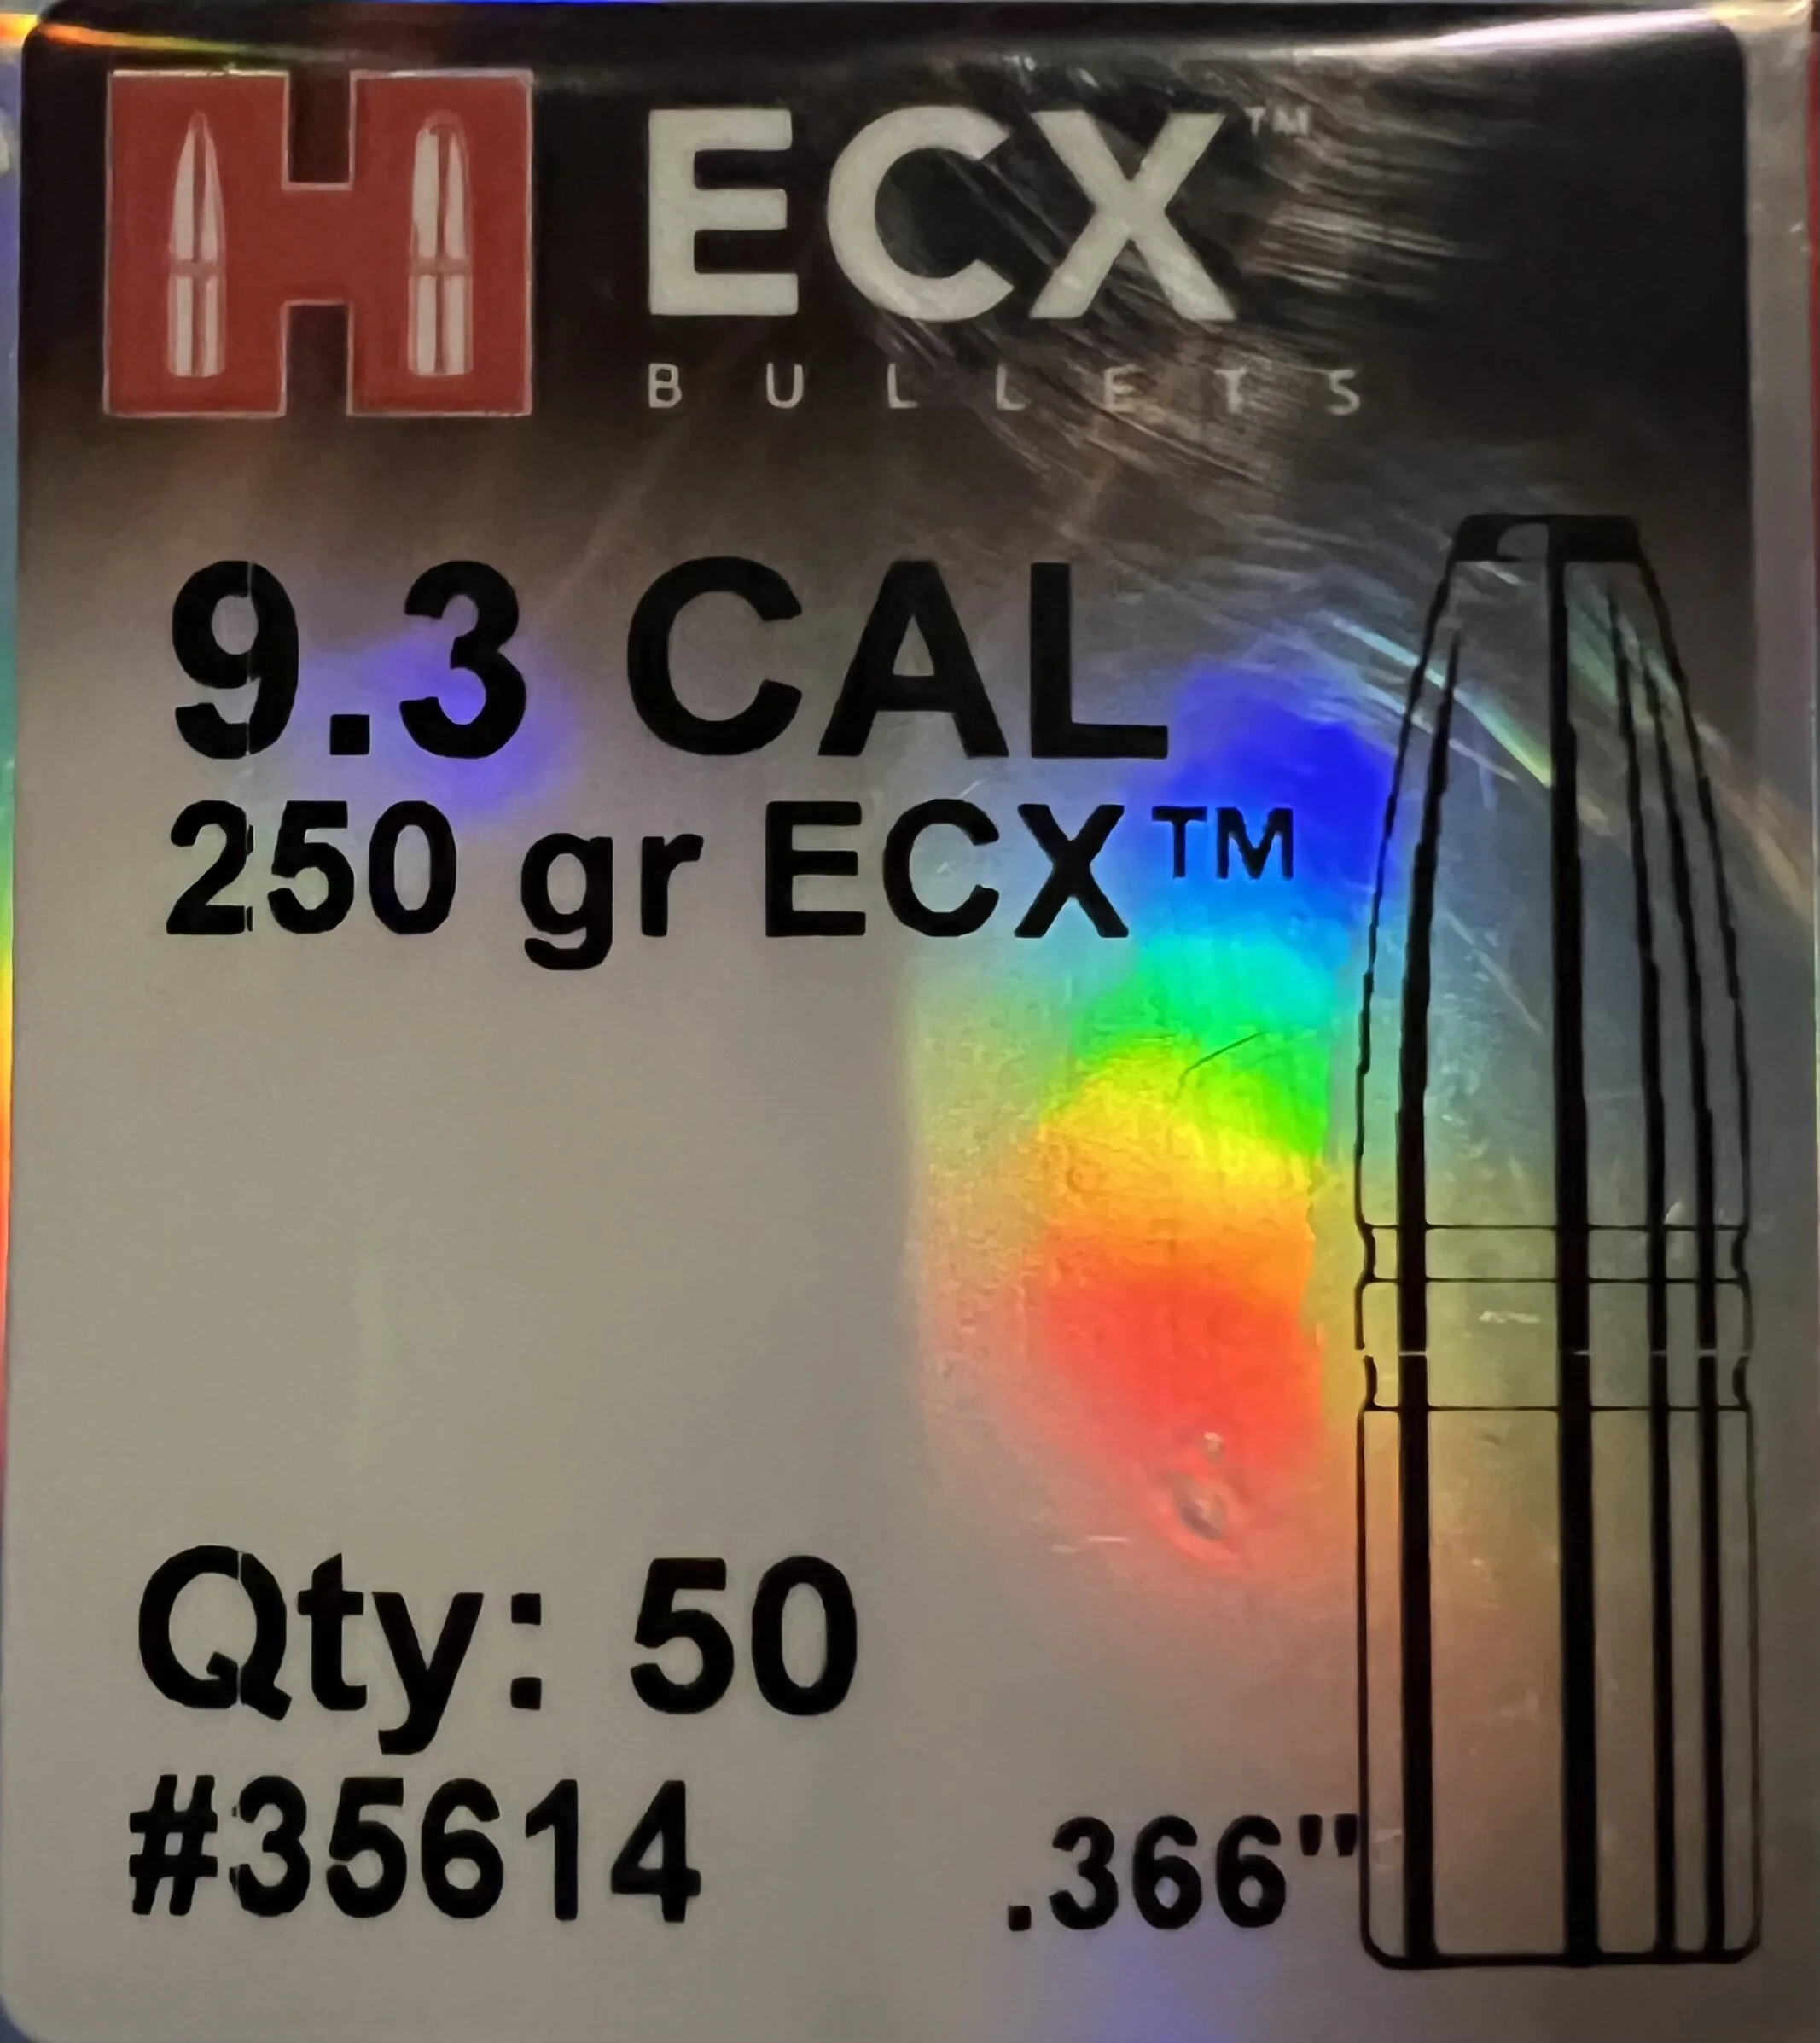 H ECX™
BULLETS
9.3 CAL
250 gr ECX™
Qty: 50
#35614
.366"